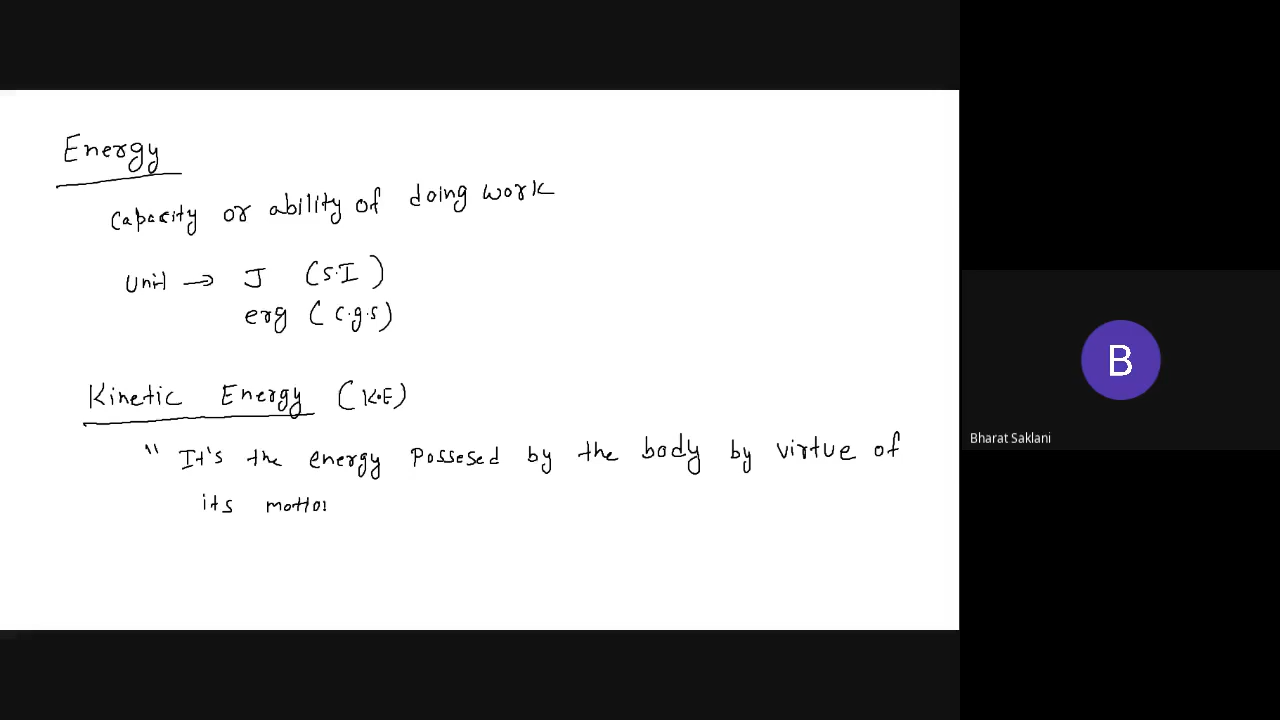 Energy
Capacity or ability of doing work
Unit → J (S.I)
erg (C.g.s)
Kinetic Energy (K.E)
" It's the energy possesed by the body by virtue of
its motion
B
Bharat Saklani